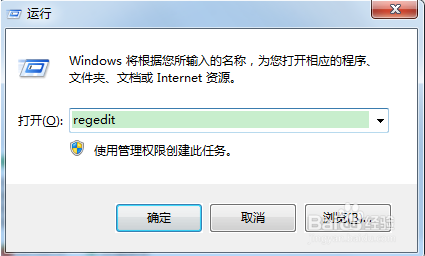 运行
Windows 将根据您所输入的名称，为您打开相应的程序、
文件夹、文档或 Internet 资源。
打开(O): regedit
使用管理权限创建此任务。
确定 取消 浏览(B)...